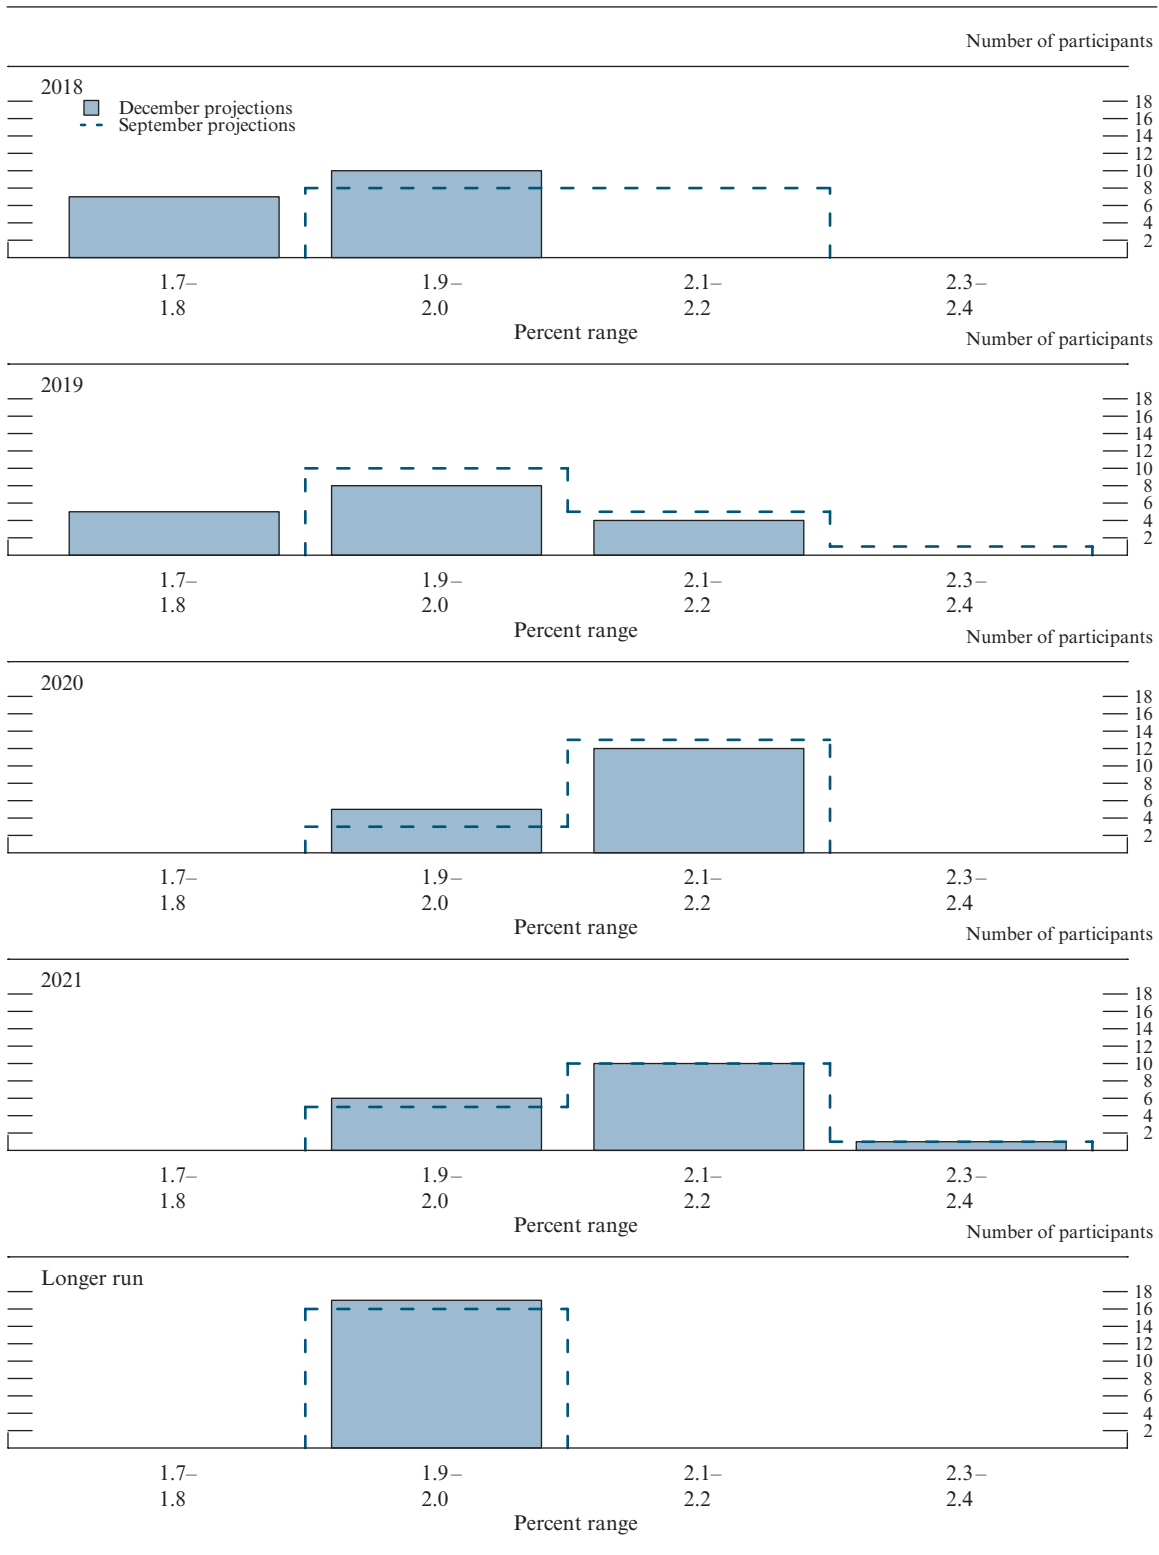 Number of participants
2018
December projections
September projections
18
16
14
12
10
8
6
4
2
1.7– 1.9– 2.1– 2.3–
1.8 2.0 2.2 2.4
Percent range
Number of participants
2019
18
16
14
12
10
8
6
4
2
1.7– 1.9– 2.1– 2.3–
1.8 2.0 2.2 2.4
Percent range
Number of participants
2020
18
16
14
12
10
8
6
4
2
1.7– 1.9– 2.1– 2.3–
1.8 2.0 2.2 2.4
Percent range
Number of participants
2021
18
16
14
12
10
8
6
4
2
1.7– 1.9– 2.1– 2.3–
1.8 2.0 2.2 2.4
Percent range
Number of participants
Longer run
18
16
14
12
10
8
6
4
2
1.7– 1.9– 2.1– 2.3–
1.8 2.0 2.2 2.4
Percent range